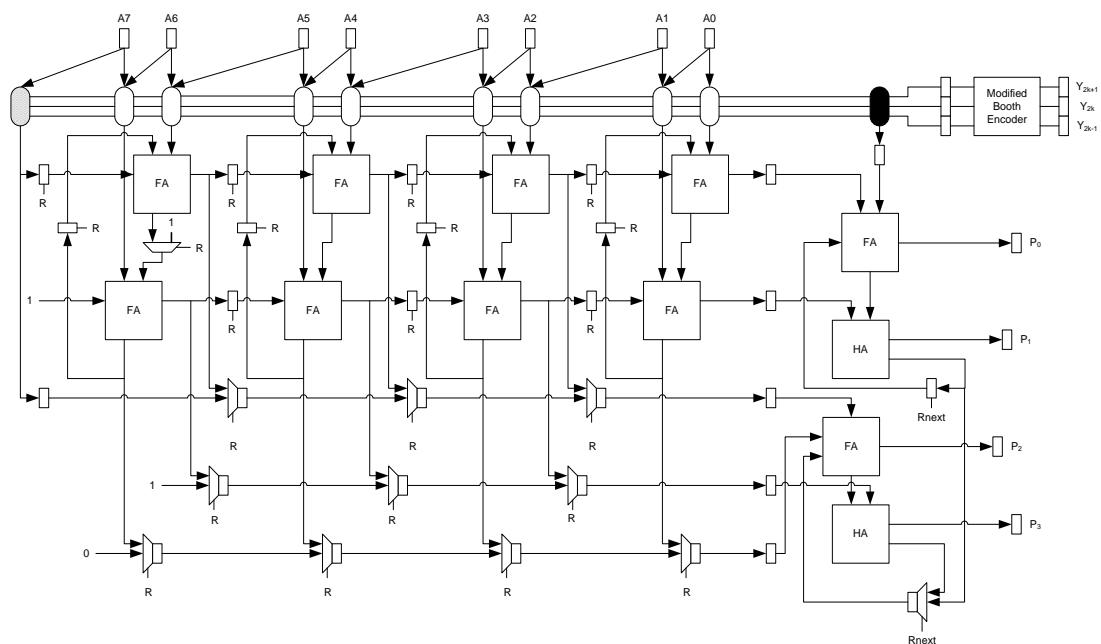 A7 A6 A5 A4 A3 A2 A1 A0
Modified
Booth
Encoder
Y2k+1
Y2k
Y2k-1
FA FA FA FA
R R R R
1
R R R R
FA P0
1 FA FA FA FA
R R R
HA P1
Rnext
R R R
FA P2
1
R R R
HA P3
0
R R R R
Rnext